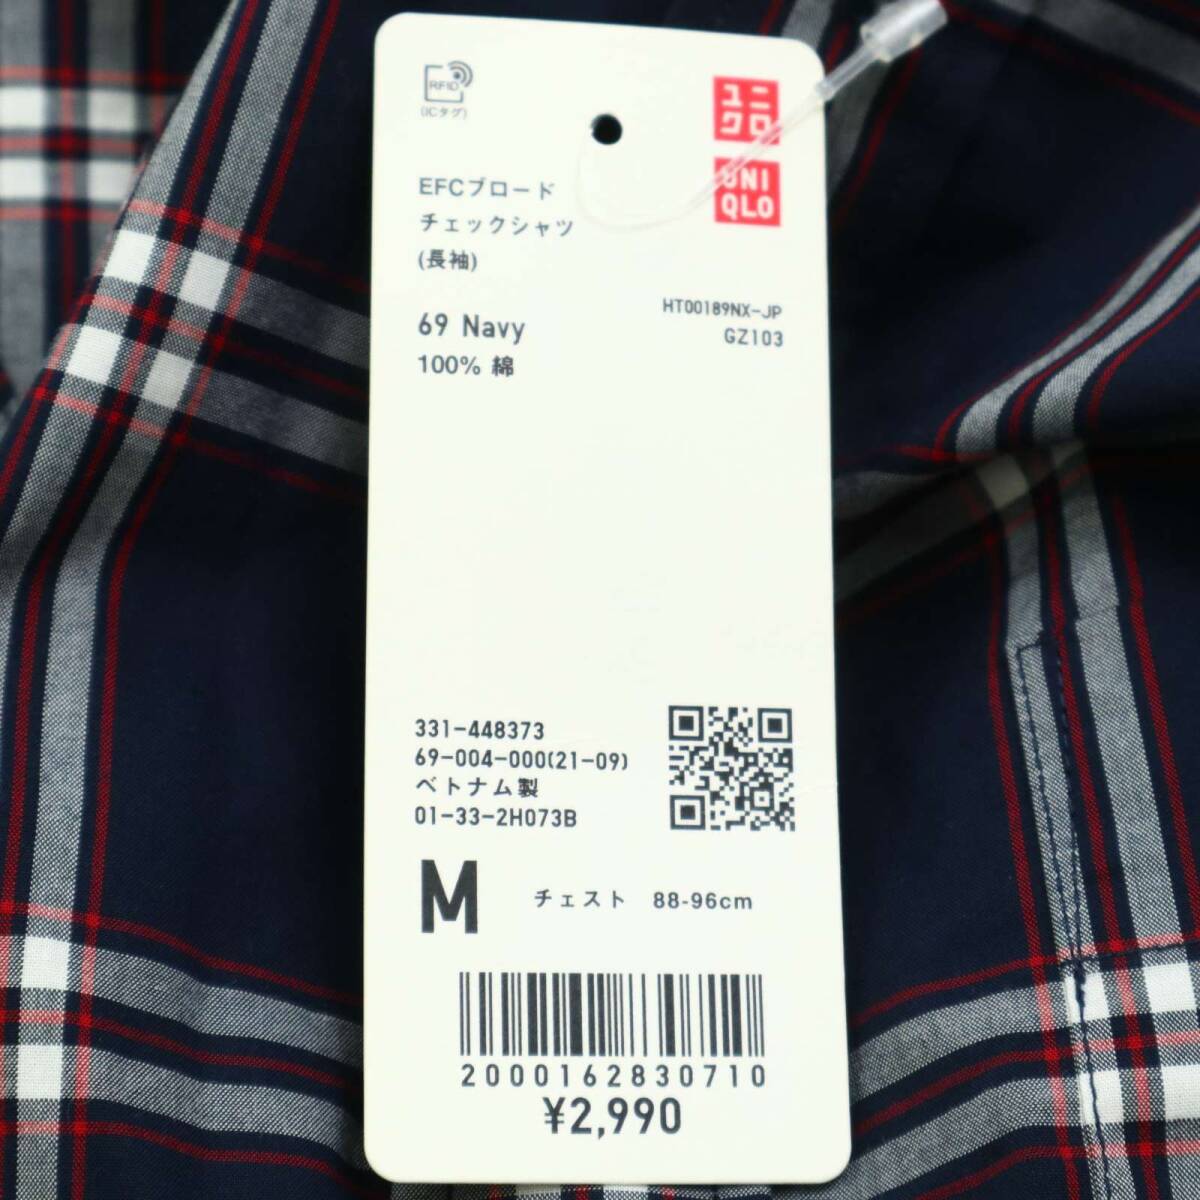 RFID
(ICタグ)
ユニ
クロ
UNI
QLO
EFCブロード
チェックシャツ
(長袖)
HT00189NX-JP
GZ103
69 Navy
100% 綿
331-448373
69-004-000(21-09)
ベトナム製
01-33-2H073B
M チェスト 88-96cm
2000162830710
¥2,990